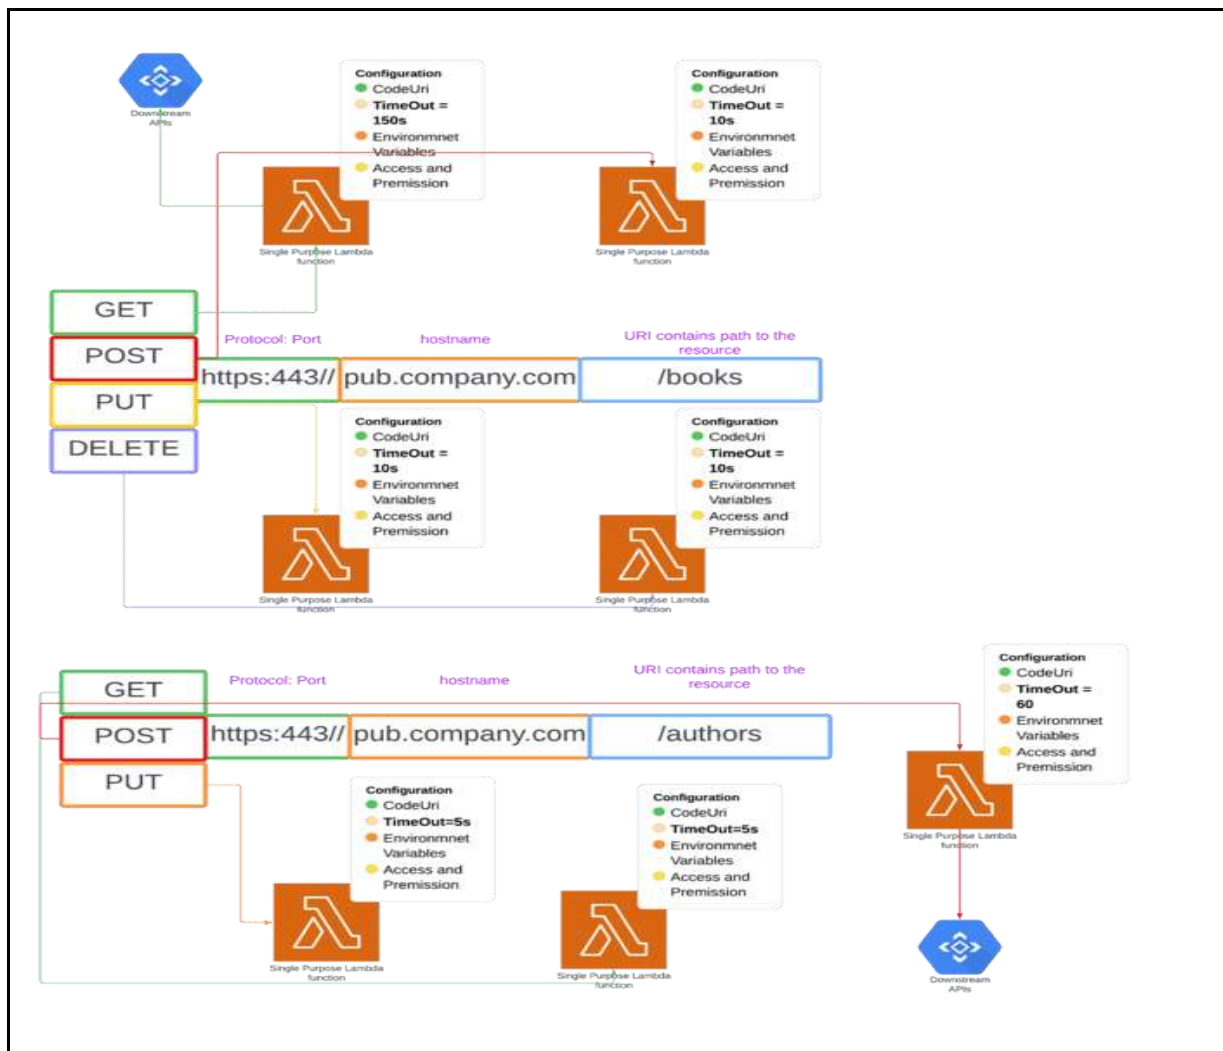 Downstream
APIs
Configuration
CodeUri
TimeOut =
150s
Environmnet
Variables
Access and
Premission
Single Purpose Lambda
function
Configuration
CodeUri
TimeOut =
10s
Environmnet
Variables
Access and
Premission
Single Purpose Lambda
function
GET
POST
PUT
DELETE
Protocol: Port
hostname
URI contains path to the
resource
https:443//
pub.company.com
/books
Configuration
CodeUri
TimeOut =
10s
Environmnet
Variables
Access and
Premission
Single Purpose Lambda
function
Configuration
CodeUri
TimeOut =
10s
Environmnet
Variables
Access and
Premission
Single Purpose Lambda
function
GET
POST
PUT
Protocol: Port
hostname
URI contains path to the
resource
https:443//
pub.company.com
/authors
Configuration
CodeUri
TimeOut =
60
Environmnet
Variables
Access and
Premission
Single Purpose Lambda
function
Configuration
CodeUri
TimeOut=5s
Environmnet
Variables
Access and
Premission
Single Purpose Lambda
function
Configuration
CodeUri
TimeOut=5s
Environmnet
Variables
Access and
Premission
Single Purpose Lambda
function
Downstream
APIs